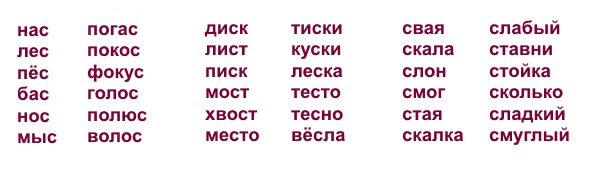 нас погас диск тиски свая слабый
лес покос лист куски скала ставни
пёс фокус писк леска слон стойка
бас голос мост тесто смог сколько
нос полюс хвост тесно стая сладкий
мыс волос место вёсла скалка смуглый